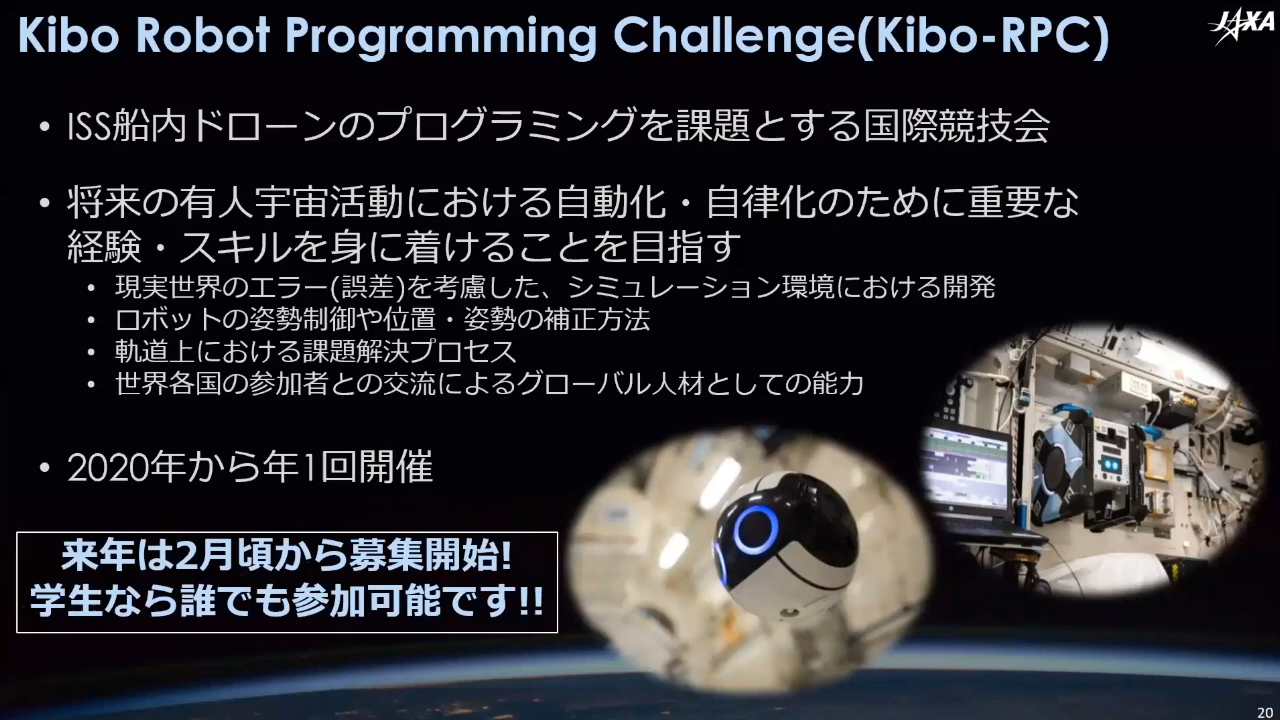 Kibo Robot Programming Challenge(Kibo-RPC)
JAXA
• ISS船内ドローンのプログラミングを課題とする国際競技会
• 将来の有人宇宙活動における自動化・自律化のために重要な
経験・スキルを身に着けることを目指す
• 現実世界のエラー(誤差)を考慮した、シミュレーション環境における開発
• ロボットの姿勢制御や位置・姿勢の補正方法
• 軌道上における課題解決プロセス
• 世界各国の参加者との交流によるグローバル人材としての能力
• 2020年から年1回開催
来年は2月頃から募集開始!
学生なら誰でも参加可能です!!
20